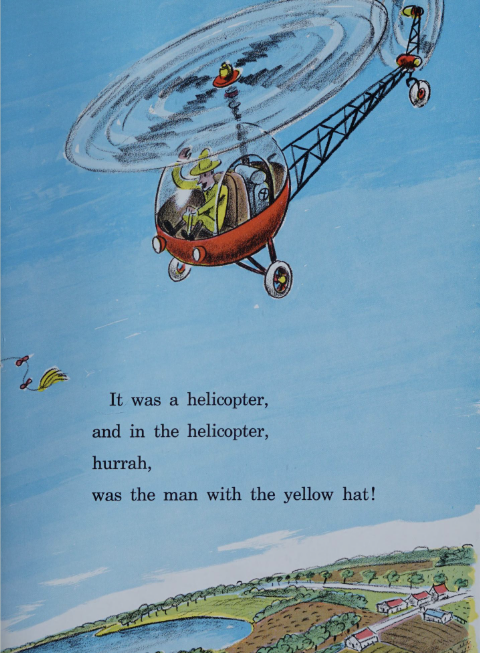 It was a helicopter,
and in the helicopter,
hurrah,
was the man with the yellow hat!